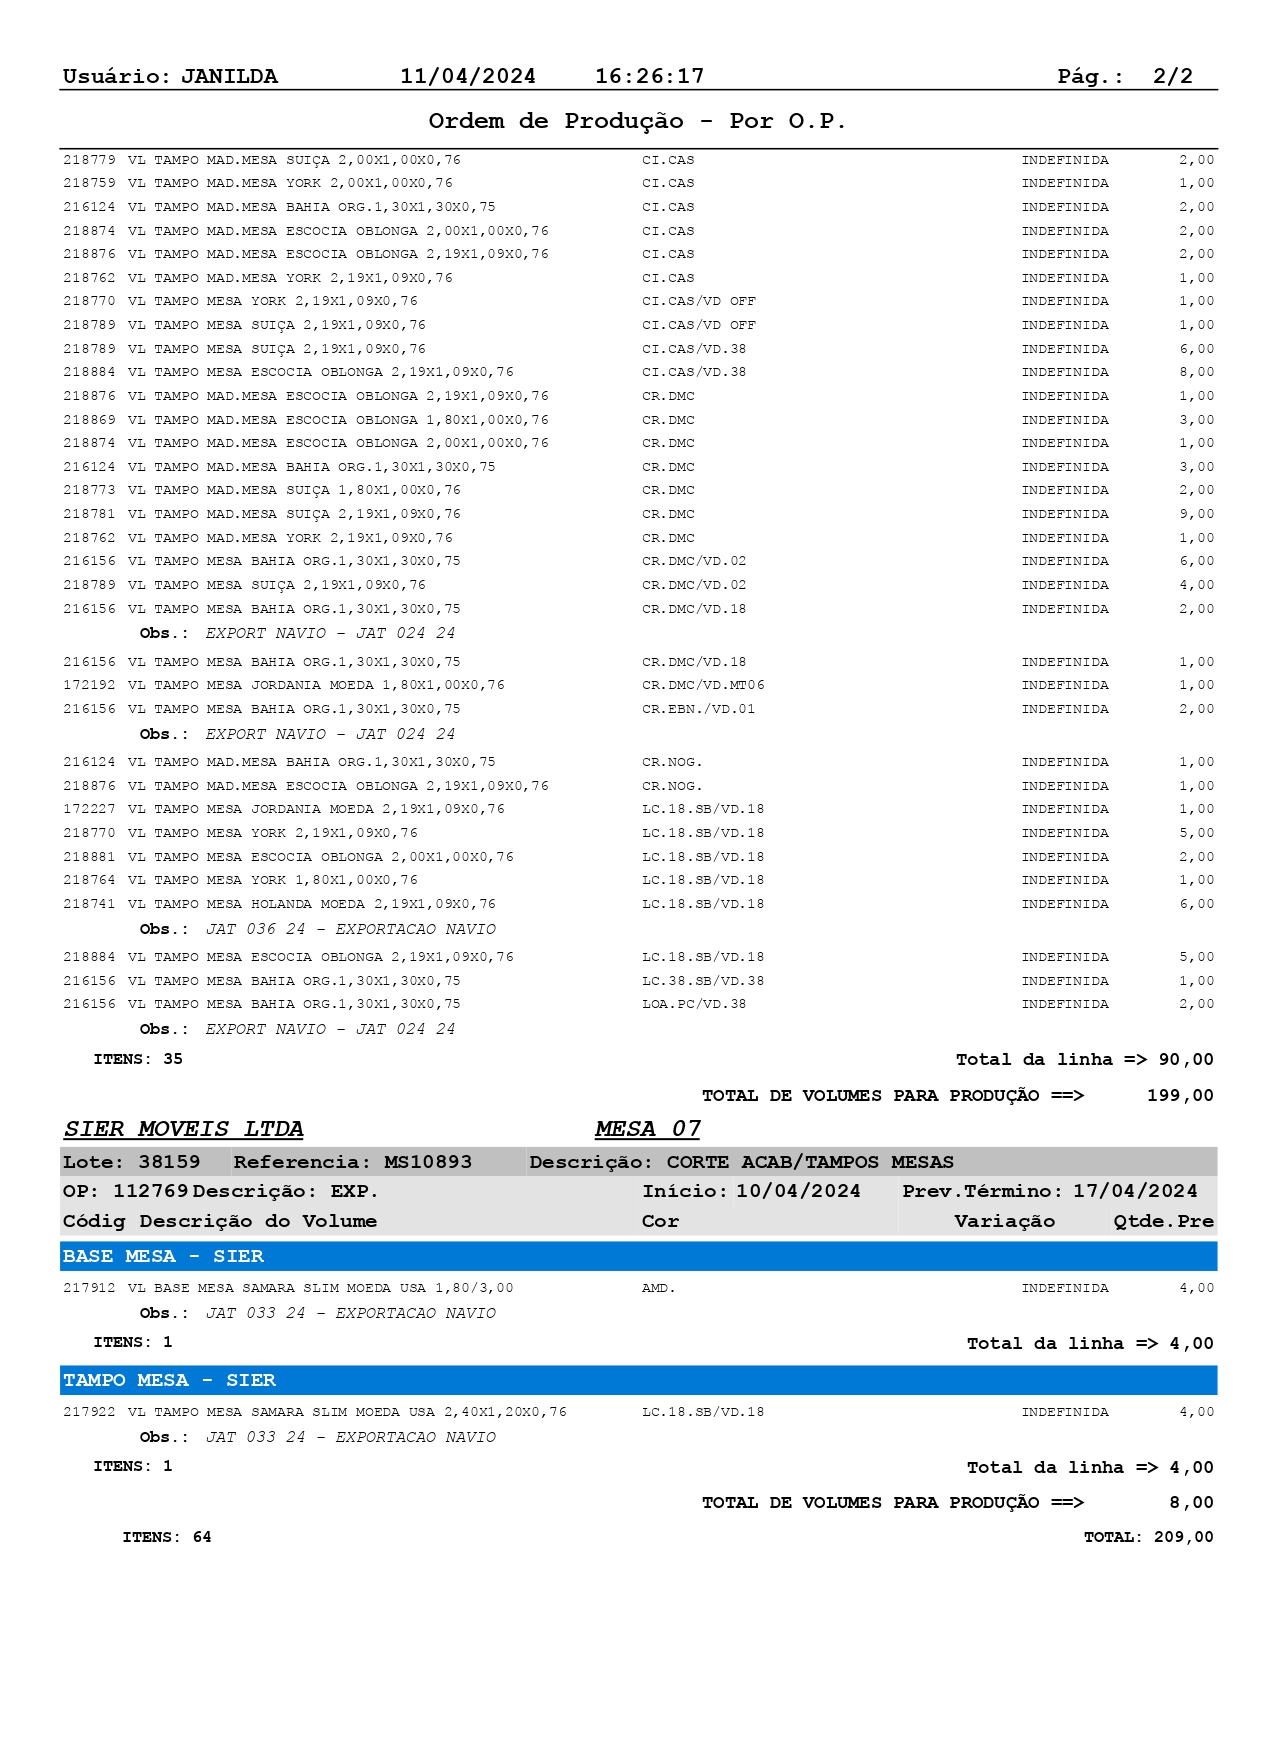 Usuário: JANILDA 11/04/2024 16:26:17 Pág.: 2/2
Ordem de Produção - Por O.P.
218779 VL TAMPO MAD.MESA SUIÇA 2,00X1,00X0,76 CI.CAS INDEFINIDA 2,00
218759 VL TAMPO MAD.MESA YORK 2,00X1,00X0,76 CI.CAS INDEFINIDA 1,00
216124 VL TAMPO MAD.MESA BAHIA ORG.1,30X1,30X0,75 CI.CAS INDEFINIDA 2,00
218874 VL TAMPO MAD.MESA ESCOCIA OBLONGA 2,00X1,00X0,76 CI.CAS INDEFINIDA 2,00
218876 VL TAMPO MAD.MESA ESCOCIA OBLONGA 2,19X1,09X0,76 CI.CAS INDEFINIDA 2,00
218762 VL TAMPO MAD.MESA YORK 2,19X1,09X0,76 CI.CAS INDEFINIDA 1,00
218770 VL TAMPO MESA YORK 2,19X1,09X0,76 CI.CAS/VD OFF INDEFINIDA 1,00
218789 VL TAMPO MESA SUIÇA 2,19X1,09X0,76 CI.CAS/VD OFF INDEFINIDA 1,00
218789 VL TAMPO MESA SUIÇA 2,19X1,09X0,76 CI.CAS/VD.38 INDEFINIDA 6,00
218884 VL TAMPO MESA ESCOCIA OBLONGA 2,19X1,09X0,76 CI.CAS/VD.38 INDEFINIDA 8,00
218876 VL TAMPO MAD.MESA ESCOCIA OBLONGA 2,19X1,09X0,76 CR.DMC INDEFINIDA 1,00
218869 VL TAMPO MAD.MESA ESCOCIA OBLONGA 1,80X1,00X0,76 CR.DMC INDEFINIDA 3,00
218874 VL TAMPO MAD.MESA ESCOCIA OBLONGA 2,00X1,00X0,76 CR.DMC INDEFINIDA 1,00
216124 VL TAMPO MAD.MESA BAHIA ORG.1,30X1,30X0,75 CR.DMC INDEFINIDA 3,00
218773 VL TAMPO MAD.MESA SUIÇA 1,80X1,00X0,76 CR.DMC INDEFINIDA 2,00
218781 VL TAMPO MAD.MESA SUIÇA 2,19X1,09X0,76 CR.DMC INDEFINIDA 9,00
218762 VL TAMPO MAD.MESA YORK 2,19X1,09X0,76 CR.DMC INDEFINIDA 1,00
216156 VL TAMPO MESA BAHIA ORG.1,30X1,30X0,75 CR.DMC/VD.02 INDEFINIDA 6,00
218789 VL TAMPO MESA SUIÇA 2,19X1,09X0,76 CR.DMC/VD.02 INDEFINIDA 4,00
216156 VL TAMPO MESA BAHIA ORG.1,30X1,30X0,75 CR.DMC/VD.18 INDEFINIDA 2,00
Obs.: EXPORT NAVIO - JAT 024 24
216156 VL TAMPO MESA BAHIA ORG.1,30X1,30X0,75 CR.DMC/VD.18 INDEFINIDA 1,00
172192 VL TAMPO MESA JORDANIA MOEDA 1,80X1,00X0,76 CR.DMC/VD.MT06 INDEFINIDA 1,00
216156 VL TAMPO MESA BAHIA ORG.1,30X1,30X0,75 CR.EBN./VD.01 INDEFINIDA 2,00
Obs.: EXPORT NAVIO - JAT 024 24
216124 VL TAMPO MAD.MESA BAHIA ORG.1,30X1,30X0,75 CR.NOG. INDEFINIDA 1,00
218876 VL TAMPO MAD.MESA ESCOCIA OBLONGA 2,19X1,09X0,76 CR.NOG. INDEFINIDA 1,00
172227 VL TAMPO MESA JORDANIA MOEDA 2,19X1,09X0,76 LC.18.SB/VD.18 INDEFINIDA 1,00
218770 VL TAMPO MESA YORK 2,19X1,09X0,76 LC.18.SB/VD.18 INDEFINIDA 5,00
218881 VL TAMPO MESA ESCOCIA OBLONGA 2,00X1,00X0,76 LC.18.SB/VD.18 INDEFINIDA 2,00
218764 VL TAMPO MESA YORK 1,80X1,00X0,76 LC.18.SB/VD.18 INDEFINIDA 1,00
218741 VL TAMPO MESA HOLANDA MOEDA 2,19X1,09X0,76 LC.18.SB/VD.18 INDEFINIDA 6,00
Obs.: JAT 036 24 - EXPORTACAO NAVIO
218884 VL TAMPO MESA ESCOCIA OBLONGA 2,19X1,09X0,76 LC.18.SB/VD.18 INDEFINIDA 5,00
216156 VL TAMPO MESA BAHIA ORG.1,30X1,30X0,75 LC.38.SB/VD.38 INDEFINIDA 1,00
216156 VL TAMPO MESA BAHIA ORG.1,30X1,30X0,75 LOA.PC/VD.38 INDEFINIDA 2,00
Obs.: EXPORT NAVIO - JAT 024 24
ITENS: 35 Total da linha => 90,00
TOTAL DE VOLUMES PARA PRODUÇÃO ==> 199,00
SIER MOVEIS LTDA MESA 07
Lote: 38159 Referencia: MS10893 Descrição: CORTE ACAB/TAMPOS MESAS
OP: 112769 Descrição: EXP. Início: 10/04/2024 Prev.Término: 17/04/2024
Códig Descrição do Volume Cor Variação Qtde.Pre
BASE MESA - SIER
217912 VL BASE MESA SAMARA SLIM MOEDA USA 1,80/3,00 AMD. INDEFINIDA 4,00
Obs.: JAT 033 24 - EXPORTACAO NAVIO
ITENS: 1 Total da linha => 4,00
TAMPO MESA - SIER
217922 VL TAMPO MESA SAMARA SLIM MOEDA USA 2,40X1,20X0,76 LC.18.SB/VD.18 INDEFINIDA 4,00
Obs.: JAT 033 24 - EXPORTACAO NAVIO
ITENS: 1 Total da linha => 4,00
TOTAL DE VOLUMES PARA PRODUÇÃO ==> 8,00
ITENS: 64 TOTAL: 209,00